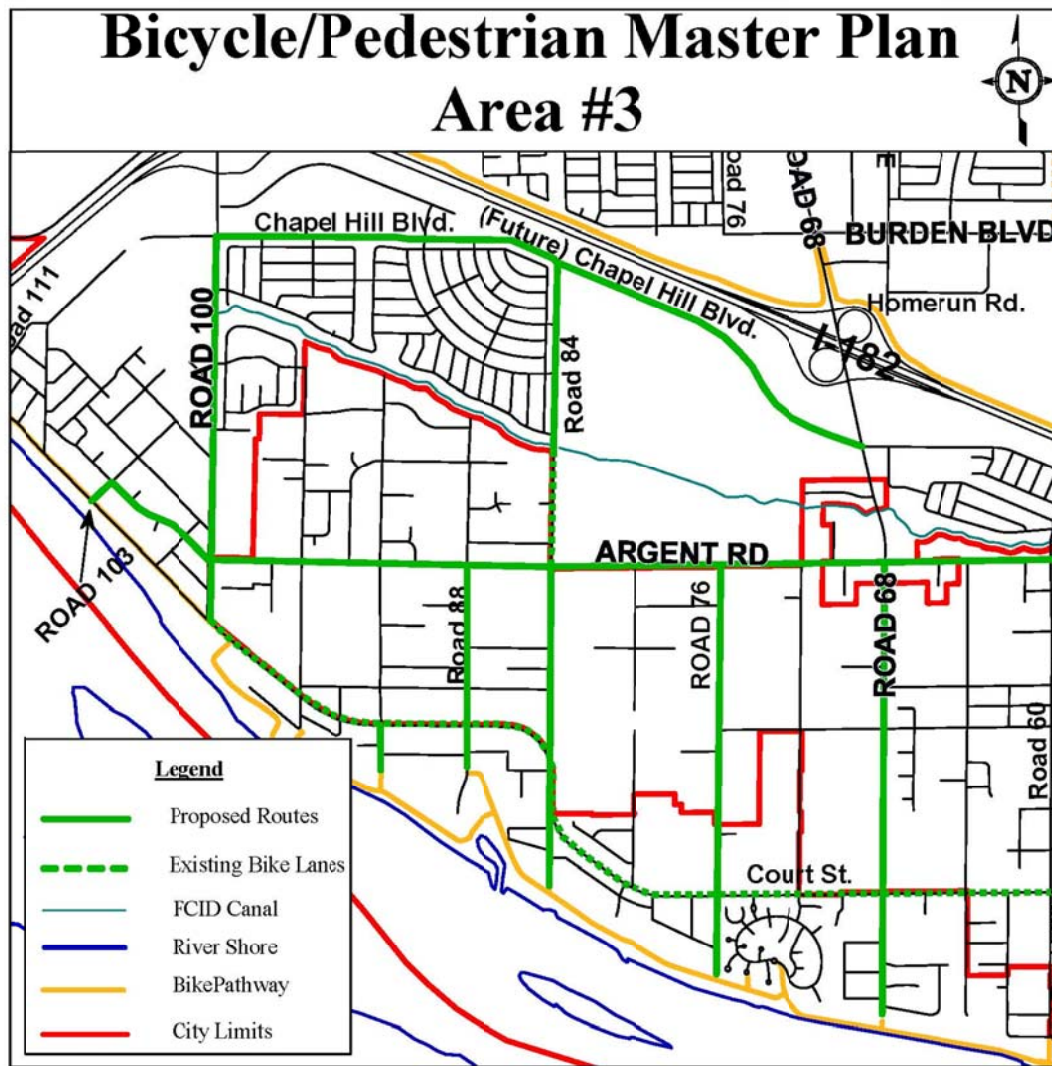 Bicycle/Pedestrian Master Plan
Area #3
N
oad 76
OAD 68
E
BURDEN BLVD
Chapel Hill Blvd.
(Future) Chapel Hill Blvd.
Homerun Rd.
oad 111
ROAD 100
Road 84
I-182
ARGENT RD
ROAD 103
Road 88
ROAD 76
ROAD 68
Road 60
Court St.
Legend
Proposed Routes
Existing Bike Lanes
FCID Canal
River Shore
BikePathway
City Limits